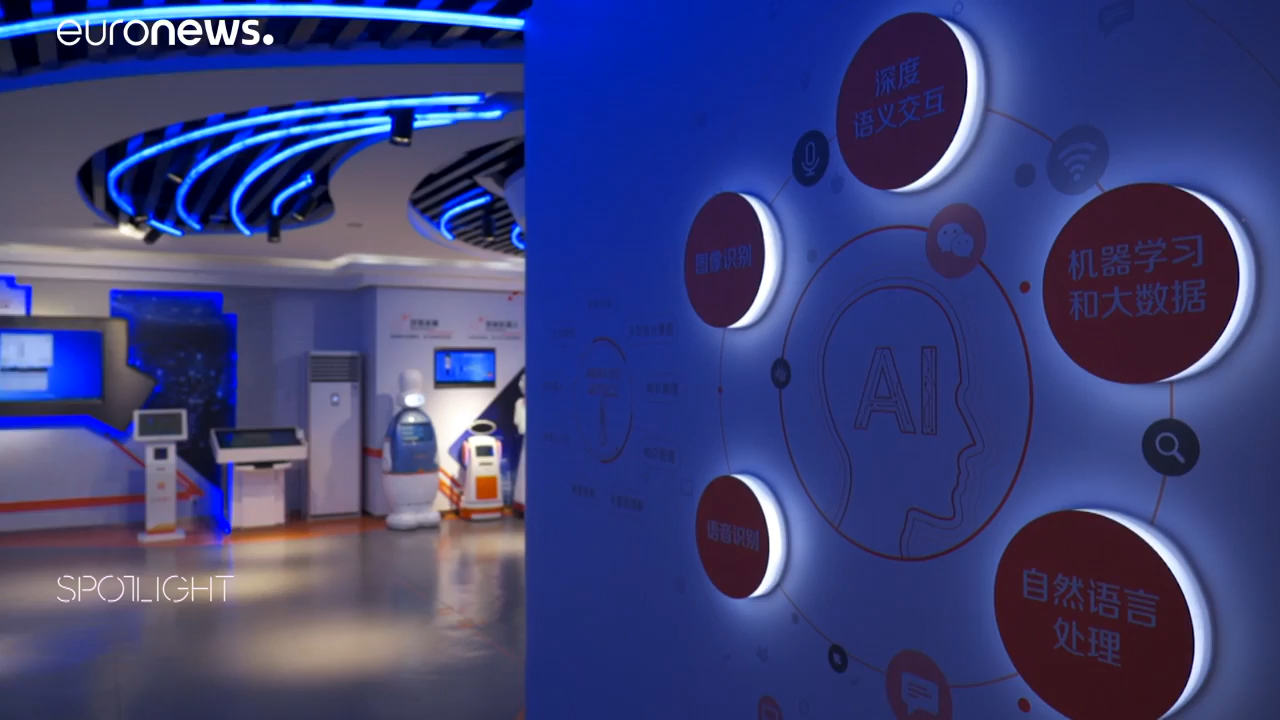 euronews.
深度
语义交互
图像识别
机器学习
和大数据
AI
语音识别
自然语言
处理
SPOTLIGHT